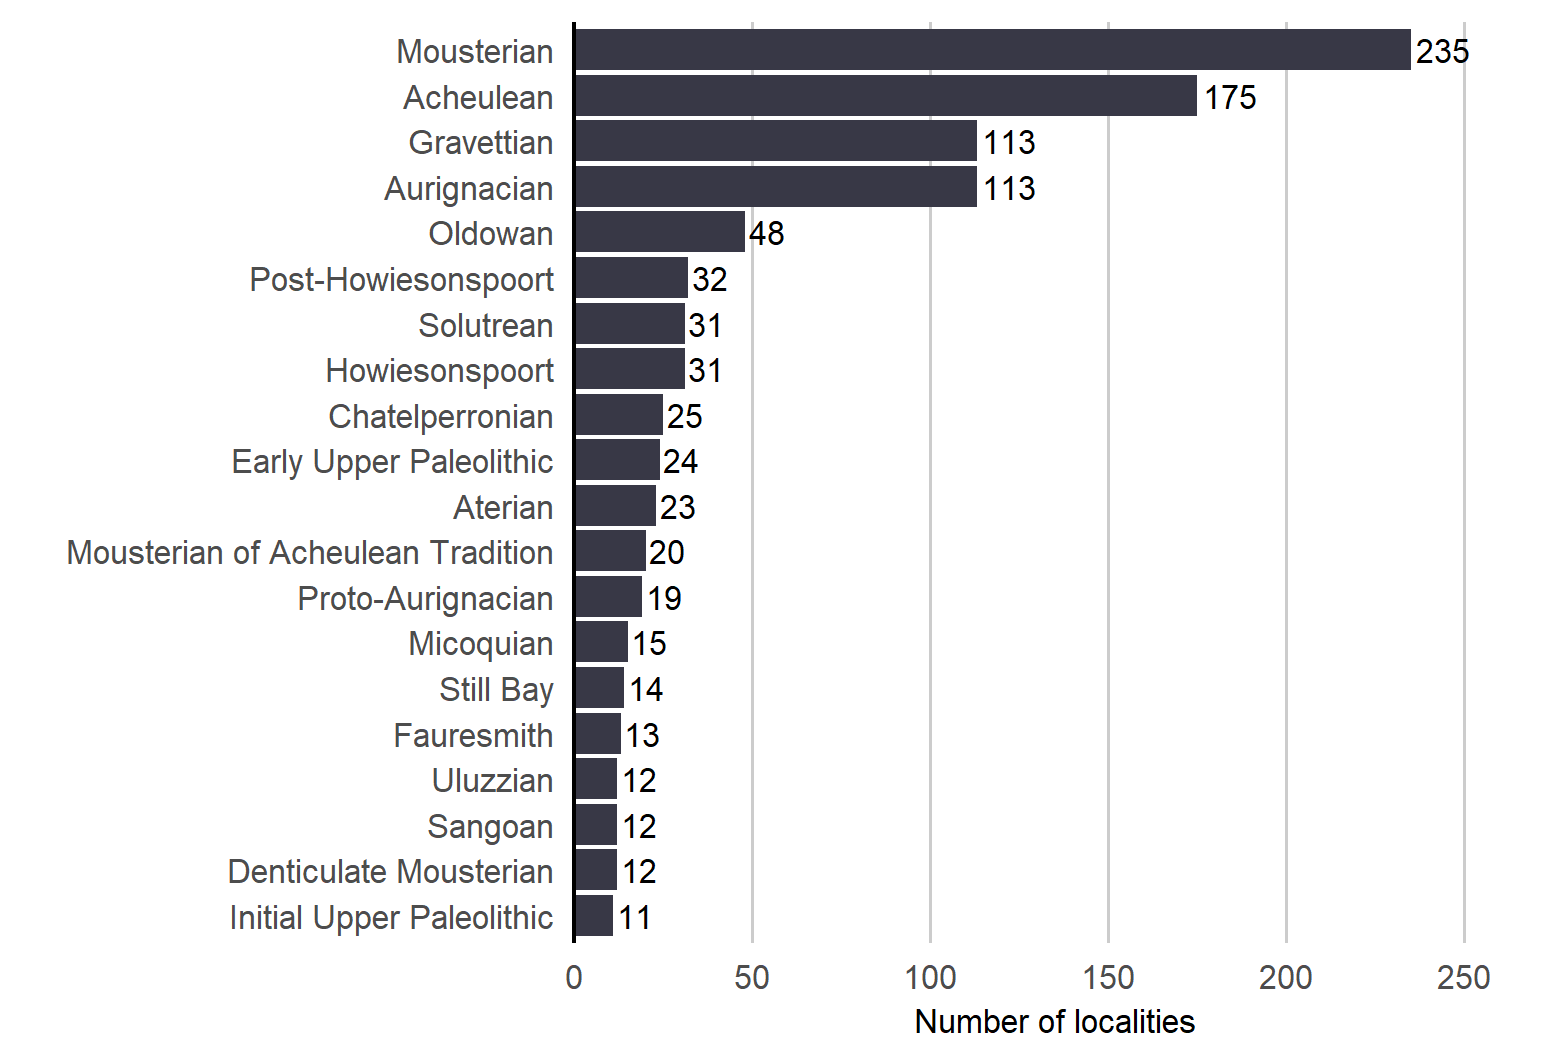 Mousterian 235
Acheulean 175
Gravettian 113
Aurignacian 113
Oldowan 48
Post-Howiesonspoort 32
Solutrean 31
Howiesonspoort 31
Chatelperronian 25
Early Upper Paleolithic 24
Aterian 23
Mousterian of Acheulean Tradition 20
Proto-Aurignacian 19
Micoquian 15
Still Bay 14
Fauresmith 13
Uluzzian 12
Sangoan 12
Denticulate Mousterian 12
Initial Upper Paleolithic 11
0 50 100 150 200 250
Number of localities